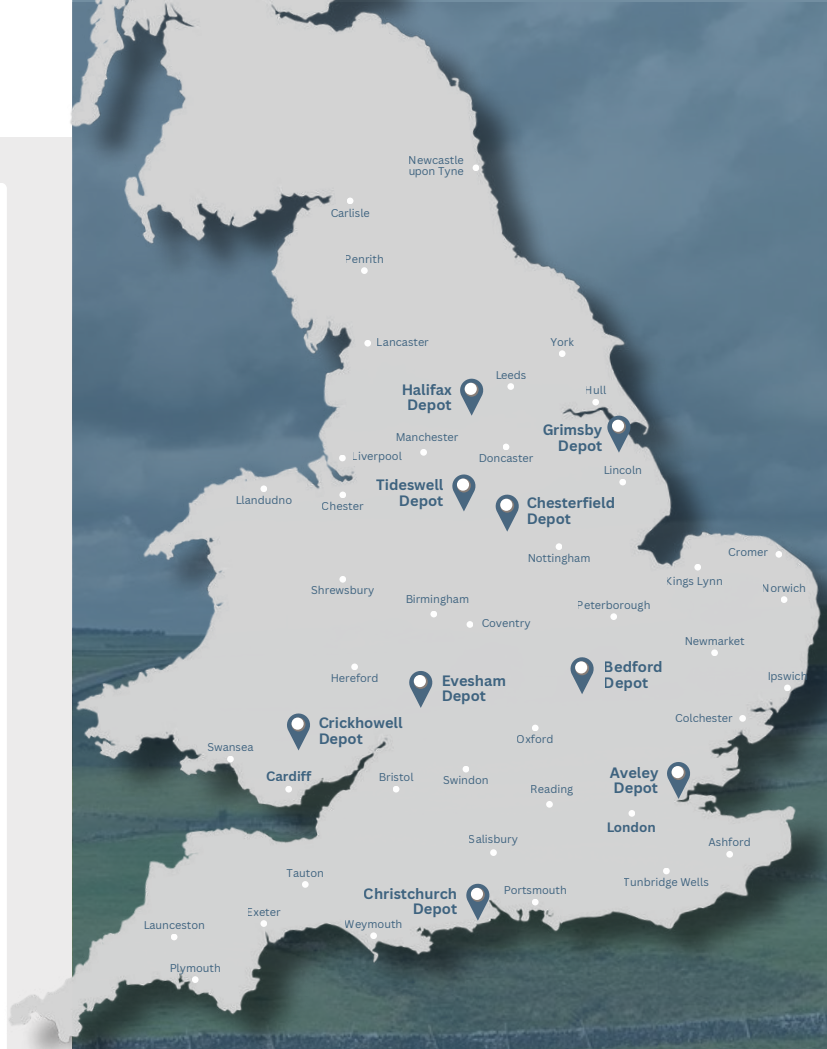 Newcastle
upon Tyne
Carlisle
Penrith
Lancaster
York
Leeds
Halifax
Depot
Hull
Grimsby
Depot
Manchester
Liverpool
Doncaster
Lincoln
Tideswell
Depot
Llandudno
Chester
Chesterfield
Depot
Nottingham
Cromer
Kings Lynn
Norwich
Shrewsbury
Birmingham
Peterborough
Coventry
Newmarket
Hereford
Evesham
Depot
Bedford
Depot
Ipswich
Colchester
Crickhowell
Depot
Oxford
Swansea
Cardiff
Bristol
Swindon
Reading
Aveley
Depot
London
Salisbury
Ashford
Tauton
Tunbridge Wells
Christchurch
Depot
Portsmouth
Exeter
Launceston
Weymouth
Plymouth